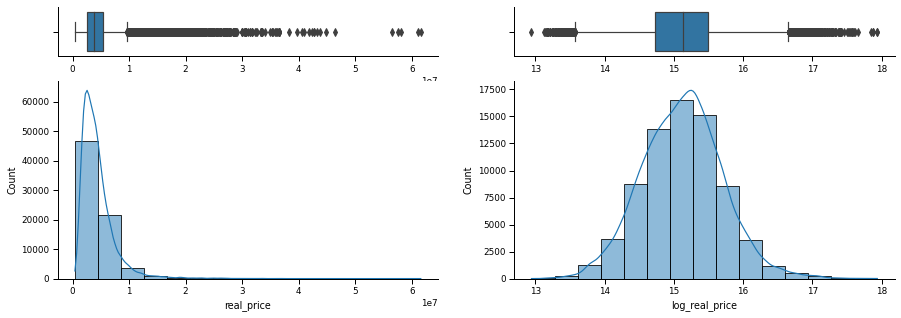 0 1 2 3 4 5 6
1e7
13 14 15 16 17 18
60000
50000
40000
30000
20000
10000
0
Count
0 1 2 3 4 5 6
1e7
real_price
17500
15000
12500
10000
7500
5000
2500
0
Count
13 14 15 16 17 18
log_real_price